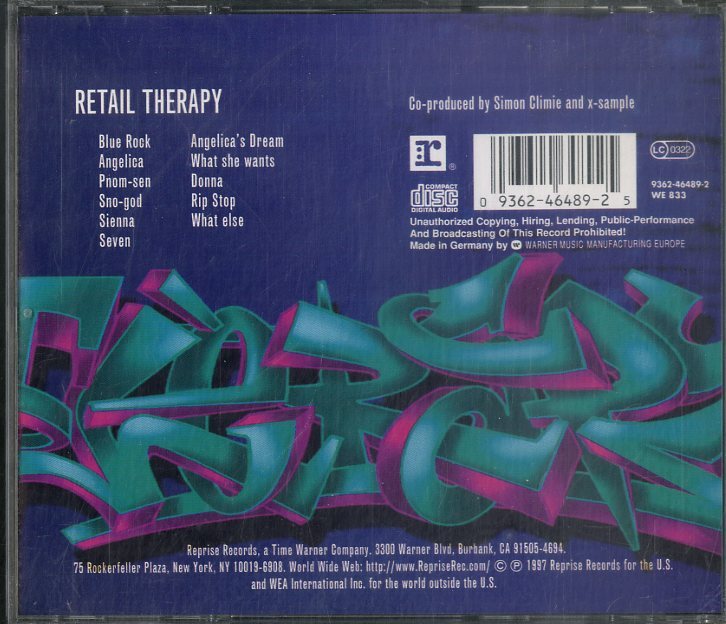 RETAIL THERAPY
Co-produced by Simon Climie and x-sample
Blue Rock
Angelica
Pnom-sen
Sno-god
Sienna
Seven
Angelica's Dream
What she wants
Donna
Rip Stop
What else
r ®
COMPACT
disc
DIGITAL AUDIO
0 9362-46489-2 5
LC 0322
9362-46489-2
WE 833
Unauthorized Copying, Hiring, Lending, Public-Performance
And Broadcasting Of This Record Prohibited!
Made in Germany by WARNER MUSIC MANUFACTURING EUROPE
Reprise Records, a Time Warner Company. 3300 Warner Blvd, Burbank, CA 91505-4694.
75 Rockerfeller Plaza, New York, NY 10019-6908. World Wide Web: http://www.RepriseRec.com/ © ℗ 1997 Reprise Records for the U.S.
and WEA International Inc. for the world outside the U.S.